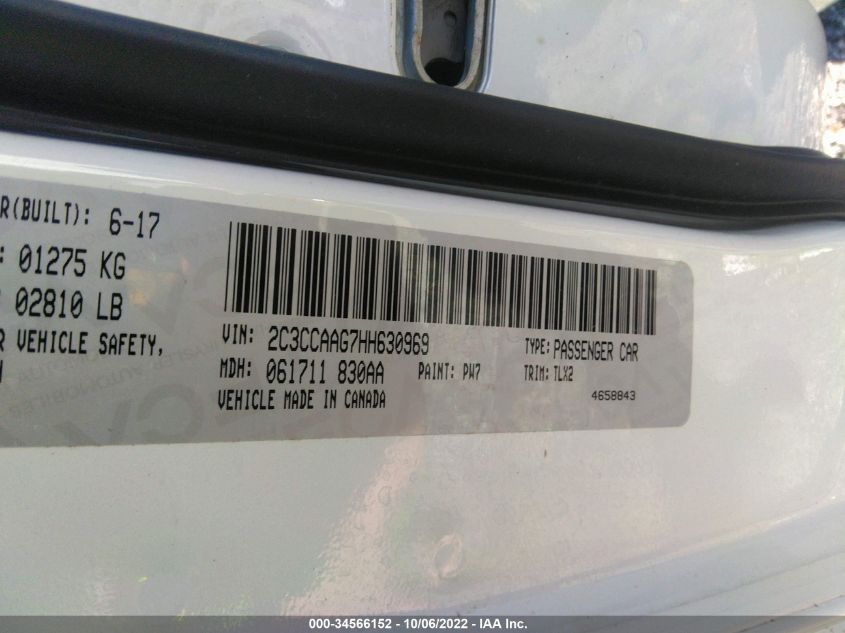 R(BUILT): 6-17
: 01275 KG
02810 LB
R VEHICLE SAFETY,
VIN: 2C3CCAAG7HH630969 TYPE: PASSENGER CAR
MDH: 061711 830AA PAINT: PW7 TRIM: TLX2
VEHICLE MADE IN CANADA 4658843
000-34566152 - 10/06/2022 - IAA Inc.